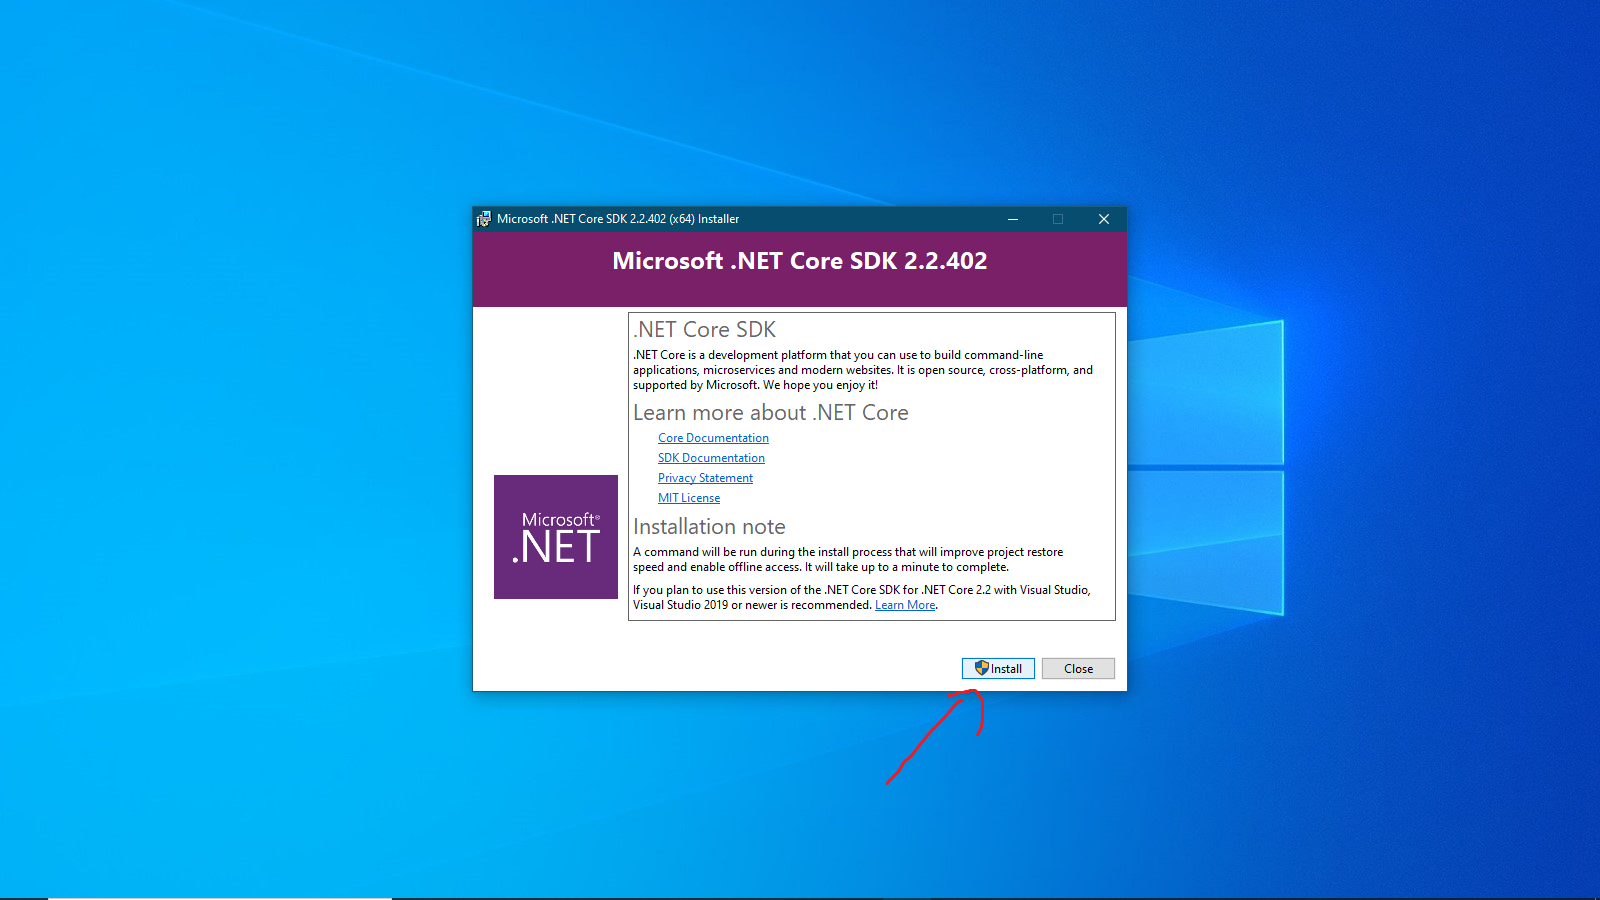 Microsoft .NET Core SDK 2.2.402 (x64) Installer
Microsoft .NET Core SDK 2.2.402
.NET Core SDK
.NET Core is a development platform that you can use to build command-line
applications, microservices and modern websites. It is open source, cross-platform, and
supported by Microsoft. We hope you enjoy it!
Learn more about .NET Core
Core Documentation
SDK Documentation
Privacy Statement
MIT License
Microsoft®
.NET
Installation note
A command will be run during the install process that will improve project restore
speed and enable offline access. It will take up to a minute to complete.
If you plan to use this version of the .NET Core SDK for .NET Core 2.2 with Visual Studio,
Visual Studio 2019 or newer is recommended. Learn More.
Install
Close